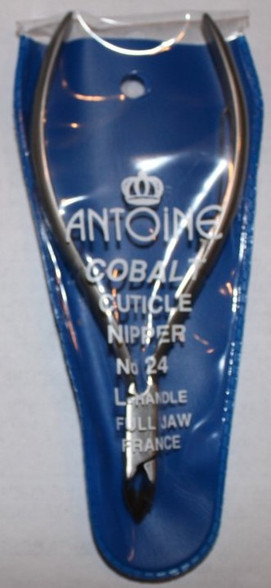 ANTOINE
COBALT
CUTICLE
NIPPER
No 24
L-HANDLE
FULL JAW
FRANCE